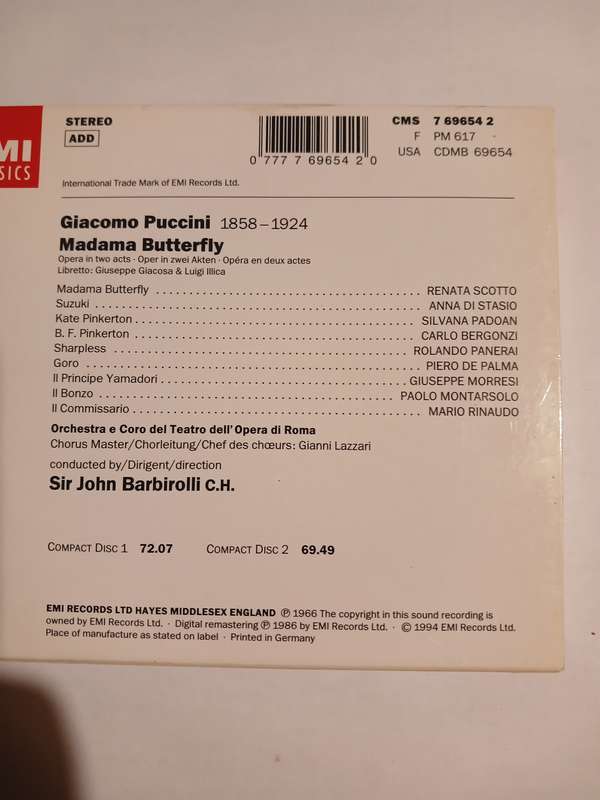 MI
SICS
STEREO
ADD
0 777 7 69654 2 0
CMS 7 69654 2
F PM 617
USA CDMB 69654
International Trade Mark of EMI Records Ltd.
Giacomo Puccini 1858–1924
Madama Butterfly
Opera in two acts · Oper in zwei Akten · Opéra en deux actes
Libretto: Giuseppe Giacosa & Luigi Illica
Madama Butterfly ........................ RENATA SCOTTO
Suzuki ........................ ANNA DI STASIO
Kate Pinkerton ........................ SILVANA PADOAN
B. F. Pinkerton ........................ CARLO BERGONZI
Sharpless ........................ ROLANDO PANERAI
Goro ........................ PIERO DE PALMA
Il Principe Yamadori ........................ GIUSEPPE MORRESI
Il Bonzo ........................ PAOLO MONTARSOLO
Il Commissario ........................ MARIO RINAUDO
Orchestra e Coro del Teatro dell'Opera di Roma
Chorus Master/Chorleitung/Chef des chœurs: Gianni Lazzari
conducted by/Dirigent/direction
Sir John Barbirolli C.H.
COMPACT DISC 1 72.07 COMPACT DISC 2 69.49
EMI RECORDS LTD HAYES MIDDLESEX ENGLAND ℗ 1966 The copyright in this sound recording is
owned by EMI Records Ltd. · Digital remastering ℗ 1986 by EMI Records Ltd. · © 1994 EMI Records Ltd.
Place of manufacture as stated on label · Printed in Germany